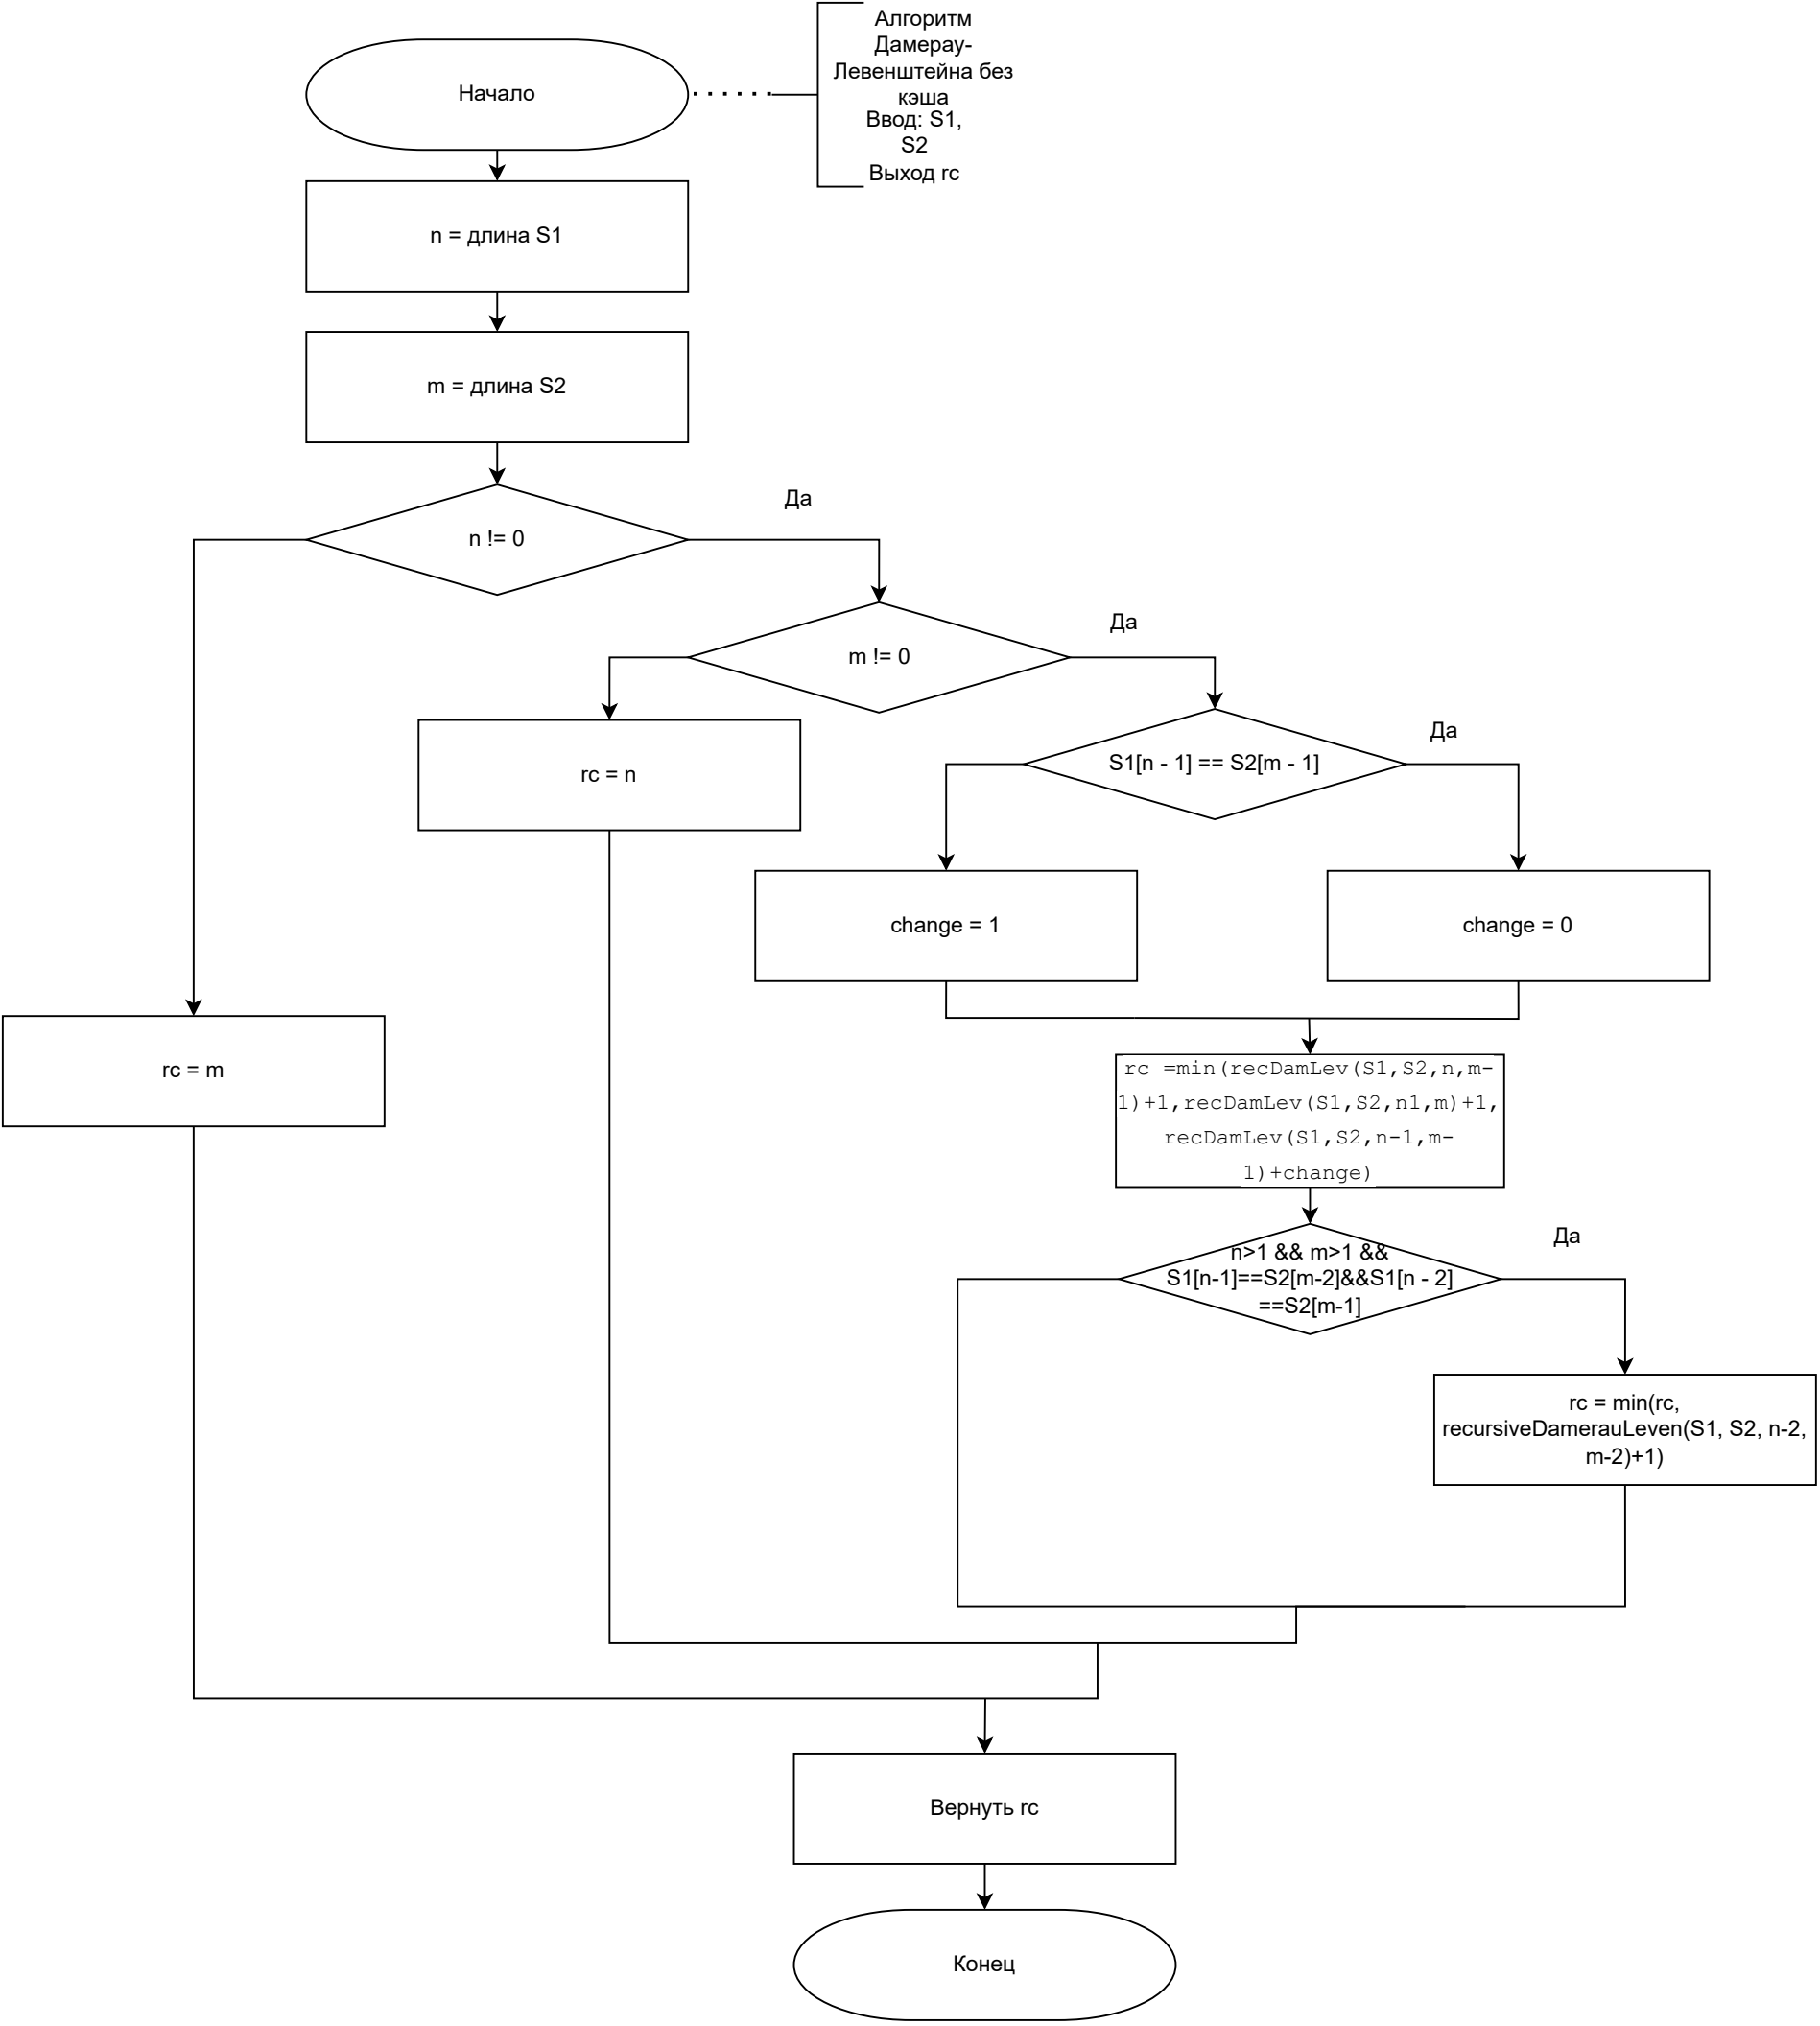 Начало
Алгоритм
Дамерау-
Левенштейна без
кэша
Ввод: S1,
S2
Выход rc
n = длина S1
m = длина S2
n != 0
Да
m != 0
Да
rc = n
S1[n - 1] == S2[m - 1]
Да
change = 1
change = 0
rc = m
rc =min(recDamLev(S1,S2,n,m-
1)+1,recDamLev(S1,S2,n1,m)+1,
recDamLev(S1,S2,n-1,m-
1)+change)
n>1 && m>1 &&
S1[n-1]==S2[m-2]&&S1[n - 2]
==S2[m-1]
Да
rc = min(rc,
recursiveDamerauLeven(S1, S2, n-2,
m-2)+1)
Вернуть rc
Конец